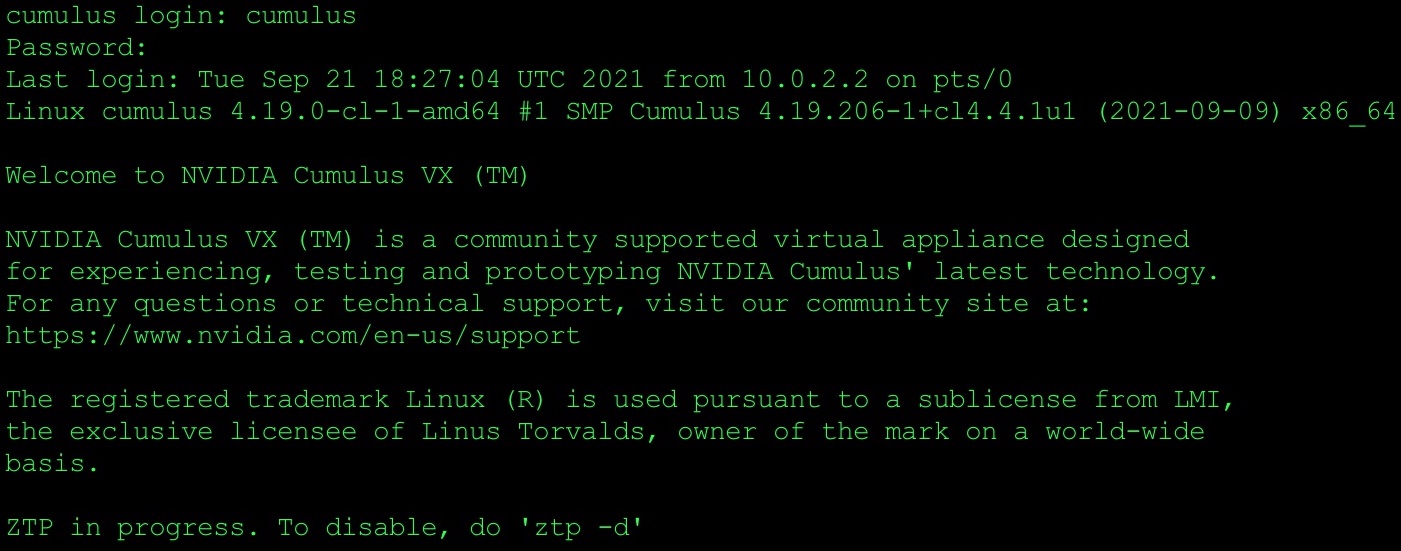 cumulus login: cumulus
Password:
Last login: Tue Sep 21 18:27:04 UTC 2021 from 10.0.2.2 on pts/0
Linux cumulus 4.19.0-cl-1-amd64 #1 SMP Cumulus 4.19.206-1+cl4.4.1u1 (2021-09-09) x86_64
Welcome to NVIDIA Cumulus VX (TM)
NVIDIA Cumulus VX (TM) is a community supported virtual appliance designed
for experiencing, testing and prototyping NVIDIA Cumulus' latest technology.
For any questions or technical support, visit our community site at:
https://www.nvidia.com/en-us/support
The registered trademark Linux (R) is used pursuant to a sublicense from LMI,
the exclusive licensee of Linus Torvalds, owner of the mark on a world-wide
basis.
ZTP in progress. To disable, do 'ztp -d'